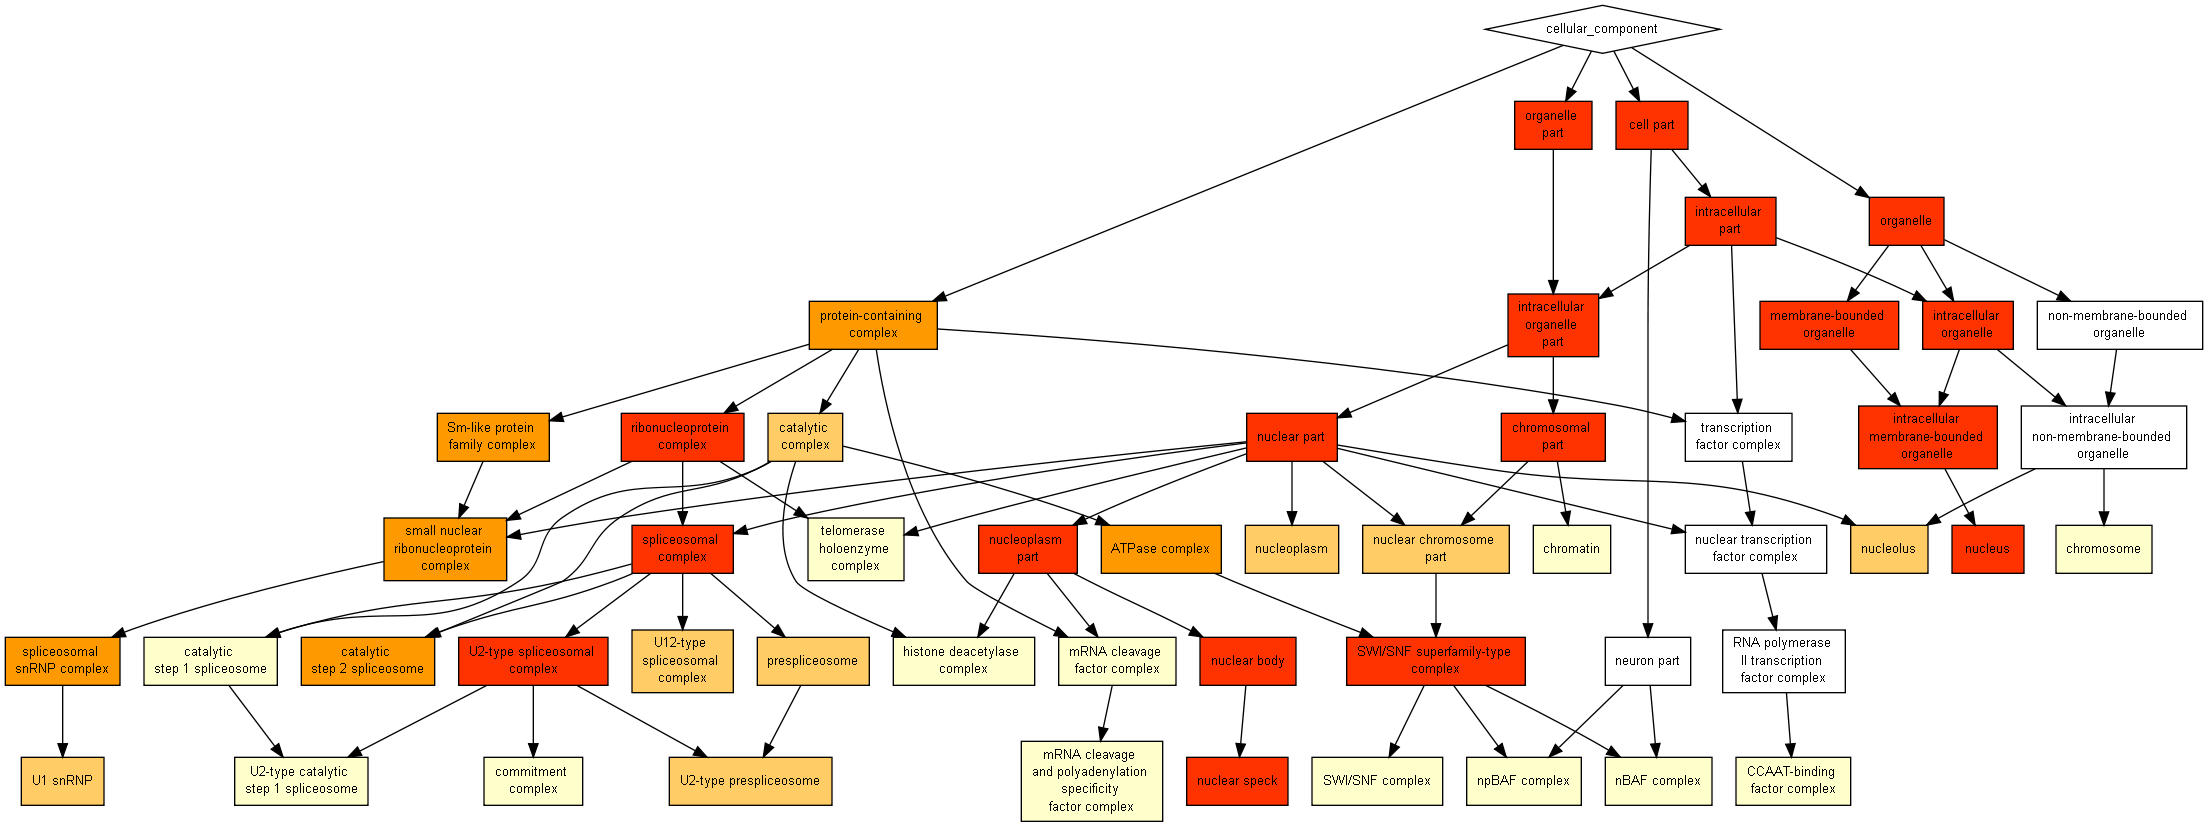 cellular_component
organelle
part
cell part
intracellular
part
organelle
protein-containing
complex
intracellular
organelle
part
membrane-bounded
organelle
intracellular
organelle
non-membrane-bounded
organelle
Sm-like protein
family complex
ribonucleoprotein
complex
catalytic
complex
nuclear part
chromosomal
part
transcription
factor complex
intracellular
membrane-bounded
organelle
intracellular
non-membrane-bounded
organelle
small nuclear
ribonucleoprotein
complex
spliceosomal
complex
telomerase
holoenzyme
complex
nucleoplasm
part
ATPase complex
nucleoplasm
nuclear chromosome
part
chromatin
nuclear transcription
factor complex
nucleolus
nucleus
chromosome
spliceosomal
snRNP complex
catalytic
step 1 spliceosome
catalytic
step 2 spliceosome
U2-type spliceosomal
complex
U12-type
spliceosomal
complex
prespliceosome
histone deacetylase
complex
mRNA cleavage
factor complex
nuclear body
SWI/SNF superfamily-type
complex
neuron part
RNA polymerase
II transcription
factor complex
U1 snRNP
U2-type catalytic
step 1 spliceosome
commitment
complex
U2-type prespliceosome
mRNA cleavage
and polyadenylation
specificity
factor complex
nuclear speck
SWI/SNF complex
npBAF complex
nBAF complex
CCAAT-binding
factor complex